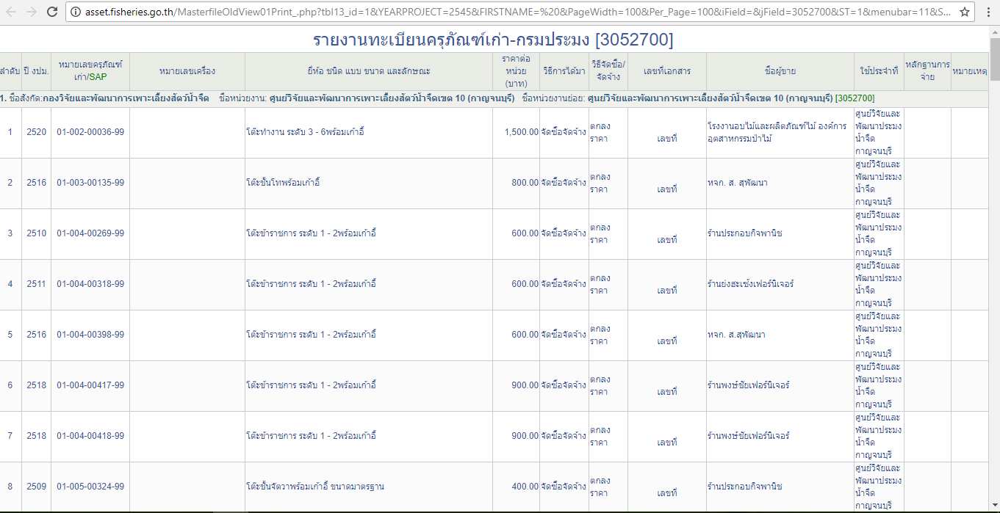 asset.fisheries.go.th/MasterfileOldView01Print_.php?tbl13_id=1&YEARPROJECT=2545&FIRSTNAME=%20&PageWidth=100&Per_Page=100&iField=&jField=3052700&ST=1&menubar=11&S...
รายงานทะเบียนครุภัณฑ์เก่า-กรมประมง [3052700]
ลำดับ ปี งปม. หมายเลขครุภัณฑ์เก่า/SAP หมายเลขเครื่อง ยี่ห้อ ชนิด แบบ ขนาด และลักษณะ ราคาต่อหน่วย (บาท) วิธีการได้มา วิธีจัดซื้อ/จัดจ้าง เลขที่เอกสาร ชื่อผู้ขาย ใช้ประจำที่ หลักฐานการจ่าย หมายเหตุ
1. ชื่อสังกัด:กองวิจัยและพัฒนาการเพาะเลี้ยงสัตว์น้ำจืด ชื่อหน่วยงาน: ศูนย์วิจัยและพัฒนาการเพาะเลี้ยงสัตว์น้ำจืดเขต 10 (กาญจนบุรี) ชื่อหน่วยงานย่อย: ศูนย์วิจัยและพัฒนาการเพาะเลี้ยงสัตว์น้ำจืดเขต 10 (กาญจนบุรี) [3052700]
1 2520 01-002-00036-99 โต๊ะทำงาน ระดับ 3 - 6พร้อมเก้าอี้ 1,500.00 จัดซื้อจัดจ้าง ตกลงราคา เลขที่ โรงงานอบไม้และผลิตภัณฑ์ไม้ องค์การอุตสาหกรรมป่าไม้ ศูนย์วิจัยและพัฒนาประมงน้ำจืดกาญจนบุรี
2 2516 01-003-00135-99 โต๊ะชั้นโทพร้อมเก้าอี้ 800.00 จัดซื้อจัดจ้าง ตกลงราคา เลขที่ หจก. ส. สุพัฒนา ศูนย์วิจัยและพัฒนาประมงน้ำจืดกาญจนบุรี
3 2510 01-004-00269-99 โต๊ะข้าราชการ ระดับ 1 - 2พร้อมเก้าอี้ 600.00 จัดซื้อจัดจ้าง ตกลงราคา เลขที่ ร้านประกอบกิจพานิช ศูนย์วิจัยและพัฒนาประมงน้ำจืดกาญจนบุรี
4 2511 01-004-00318-99 โต๊ะข้าราชการ ระดับ 1 - 2พร้อมเก้าอี้ 600.00 จัดซื้อจัดจ้าง ตกลงราคา เลขที่ ร้านย่งฮะเซ้งเฟอร์นิเจอร์ ศูนย์วิจัยและพัฒนาประมงน้ำจืดกาญจนบุรี
5 2516 01-004-00398-99 โต๊ะข้าราชการ ระดับ 1 - 2พร้อมเก้าอี้ 600.00 จัดซื้อจัดจ้าง ตกลงราคา เลขที่ หจก. ส.สุพัฒนา ศูนย์วิจัยและพัฒนาประมงน้ำจืดกาญจนบุรี
6 2518 01-004-00417-99 โต๊ะข้าราชการ ระดับ 1 - 2พร้อมเก้าอี้ 900.00 จัดซื้อจัดจ้าง ตกลงราคา เลขที่ ร้านพงษ์ชัยเฟอร์นิเจอร์ ศูนย์วิจัยและพัฒนาประมงน้ำจืดกาญจนบุรี
7 2518 01-004-00418-99 โต๊ะข้าราชการ ระดับ 1 - 2พร้อมเก้าอี้ 900.00 จัดซื้อจัดจ้าง ตกลงราคา เลขที่ ร้านพงษ์ชัยเฟอร์นิเจอร์ ศูนย์วิจัยและพัฒนาประมงน้ำจืดกาญจนบุรี
8 2509 01-005-00324-99 โต๊ะชั้นจัตวาพร้อมเก้าอี้ ขนาดมาตรฐาน 400.00 จัดซื้อจัดจ้าง ตกลงราคา เลขที่ ร้านประกอบกิจพานิช ศูนย์วิจัยและพัฒนาประมงน้ำจืดกาญจนบุรี